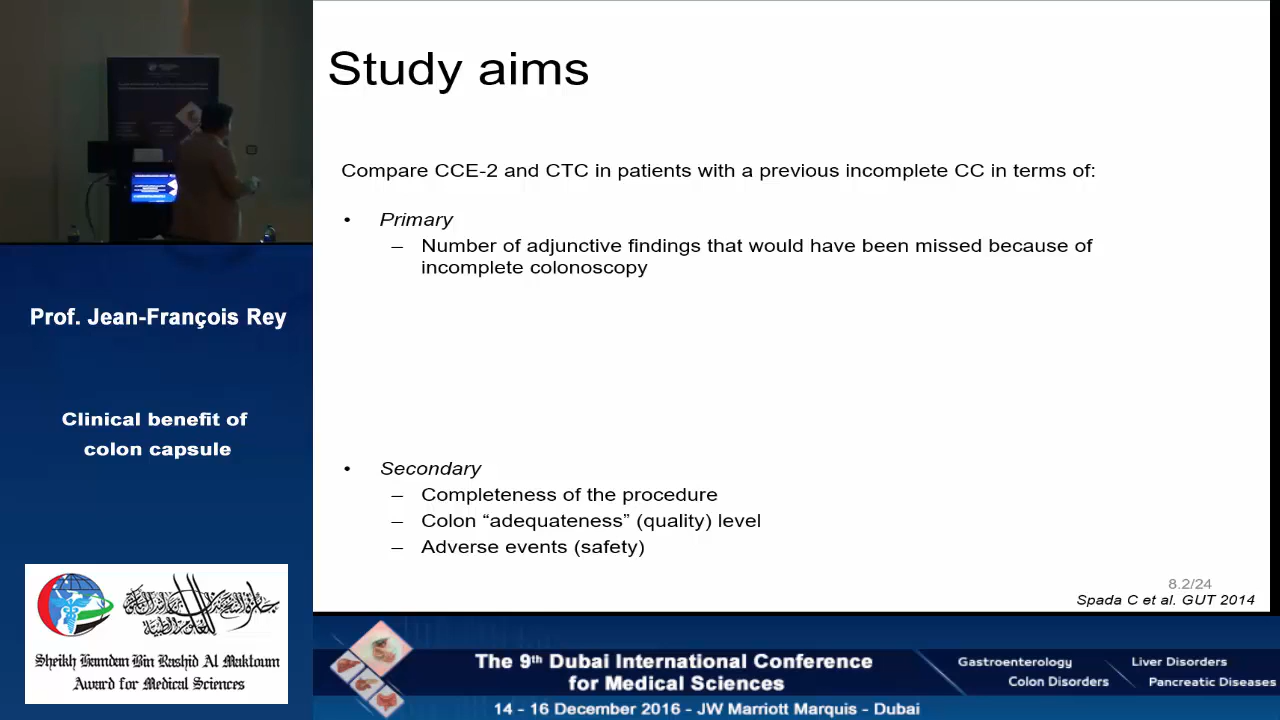 Study aims
Compare CCE-2 and CTC in patients with a previous incomplete CC in terms of:
• Primary
– Number of adjunctive findings that would have been missed because of
incomplete colonoscopy
• Secondary
– Completeness of the procedure
– Colon “adequateness” (quality) level
– Adverse events (safety)
8.2/24
Spada C et al. GUT 2014
Prof. Jean-François Rey
Clinical benefit of
colon capsule
Sheikh Hamdan Bin Rashid Al Maktoum
Award for Medical Sciences
The 9th Dubai International Conference
for Medical Sciences
14 - 16 December 2016 - JW Marriott Marquis - Dubai
Gastroenterology
Liver Disorders
Colon Disorders
Pancreatic Diseases